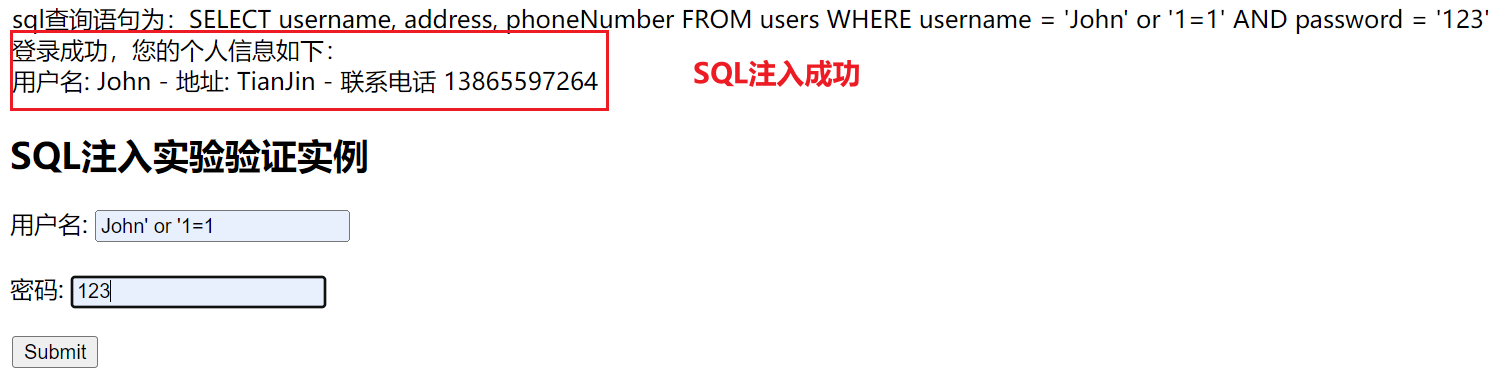 sql查询语句为：SELECT username, address, phoneNumber FROM users WHERE username = 'John' or '1=1' AND password = '123'
登录成功，您的个人信息如下：
用户名: John - 地址: TianJin - 联系电话 13865597264
SQL注入成功
SQL注入实验验证实例
用户名: John' or '1=1
密码: 123
Submit